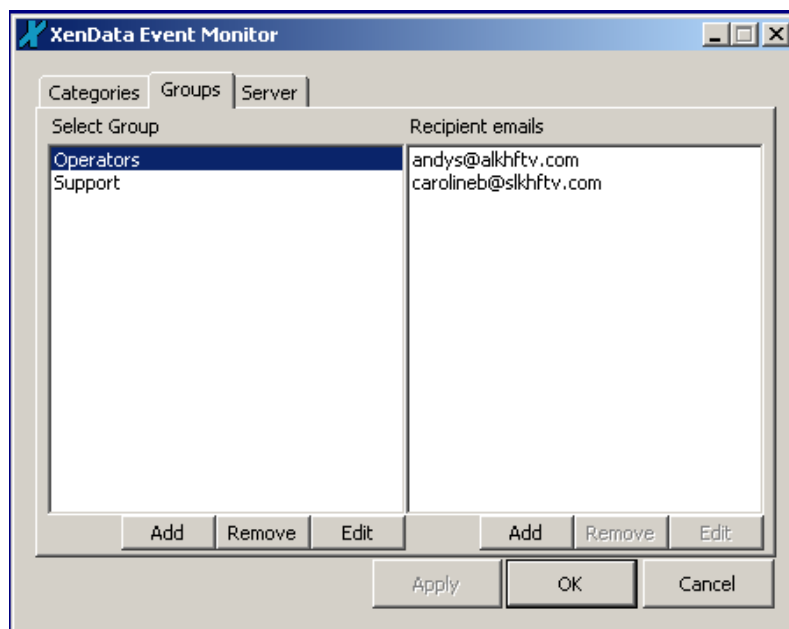 XenData Event Monitor
Categories Groups Server
Select Group Recipient emails
Operators andys@alkhftv.com
Support carolineb@slkhftv.com
Add Remove Edit Add Remove Edit
Apply OK Cancel